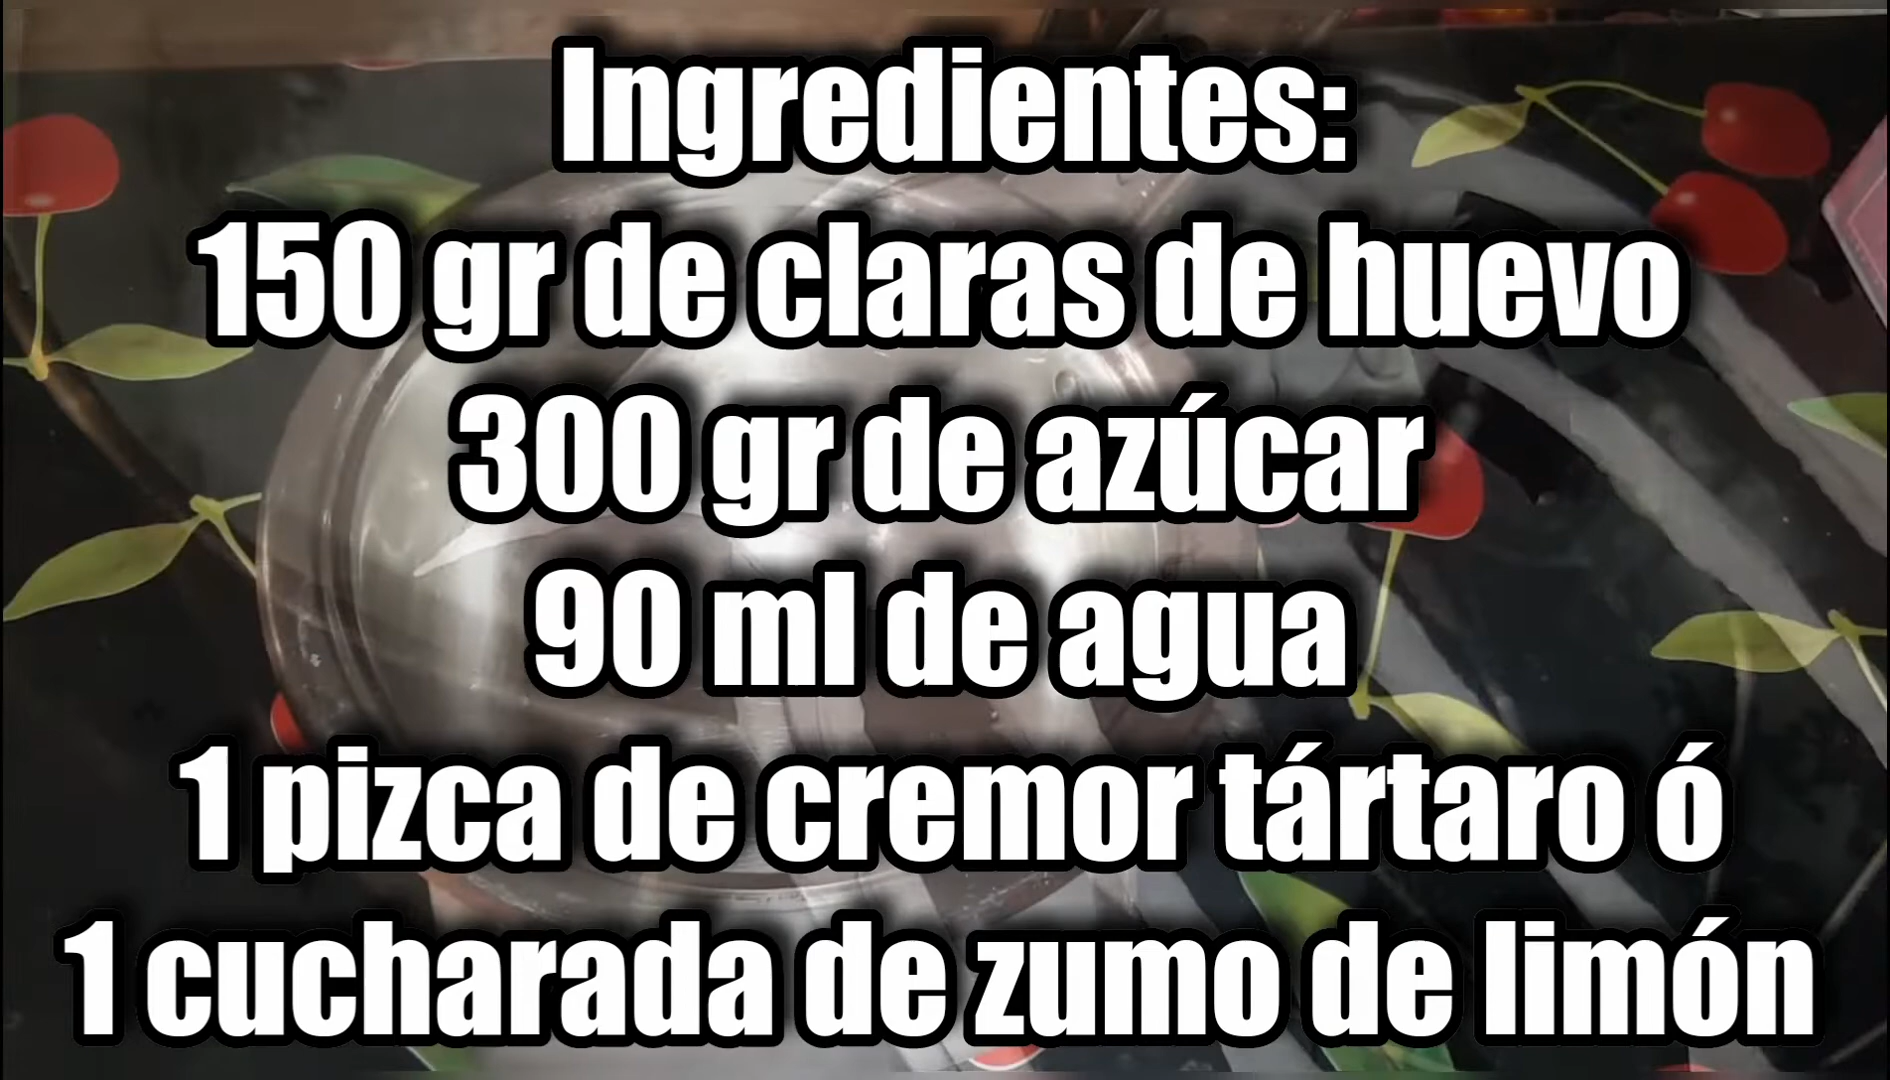 Ingredientes:
150 gr de claras de huevo
300 gr de azúcar
90 ml de agua
1 pizca de cremor tártaro ó
1 cucharada de zumo de limón